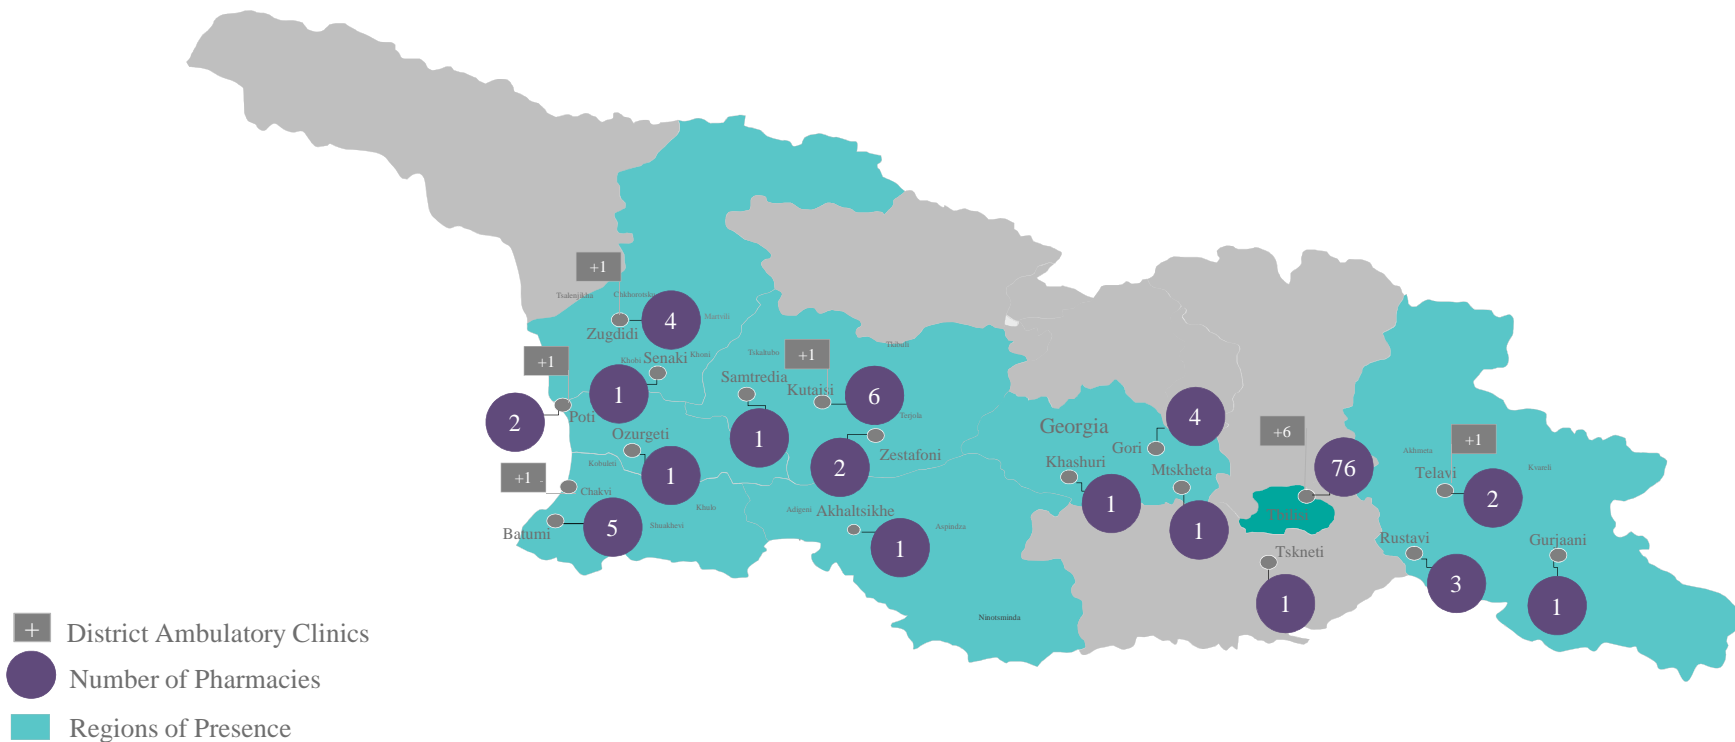 +1
Tsalenjikha
Chkhorotsku
4
Martvili
Zugdidi
+1
Khobi
Senaki
Khoni
1
2
Poti
Tskaltubo
+1
Tkibuli
Samtredia
Kutaisi
6
Terjola
1
2
Zestafoni
Ozurgeti
Kobuleti
1
+1
Chakvi
Khulo
Batumi
5
Shuakhevi
Adigeni
Akhaltsikhe
Aspindza
1
Ninotsminda
Georgia
4
Gori
Khashuri
Mtskheta
1
1
+6
76
Tbilisi
Tskneti
1
+1
Akhmeta
Telavi
Kvareli
2
Rustavi
Gurjaani
3
1
+ District Ambulatory Clinics
Number of Pharmacies
Regions of Presence